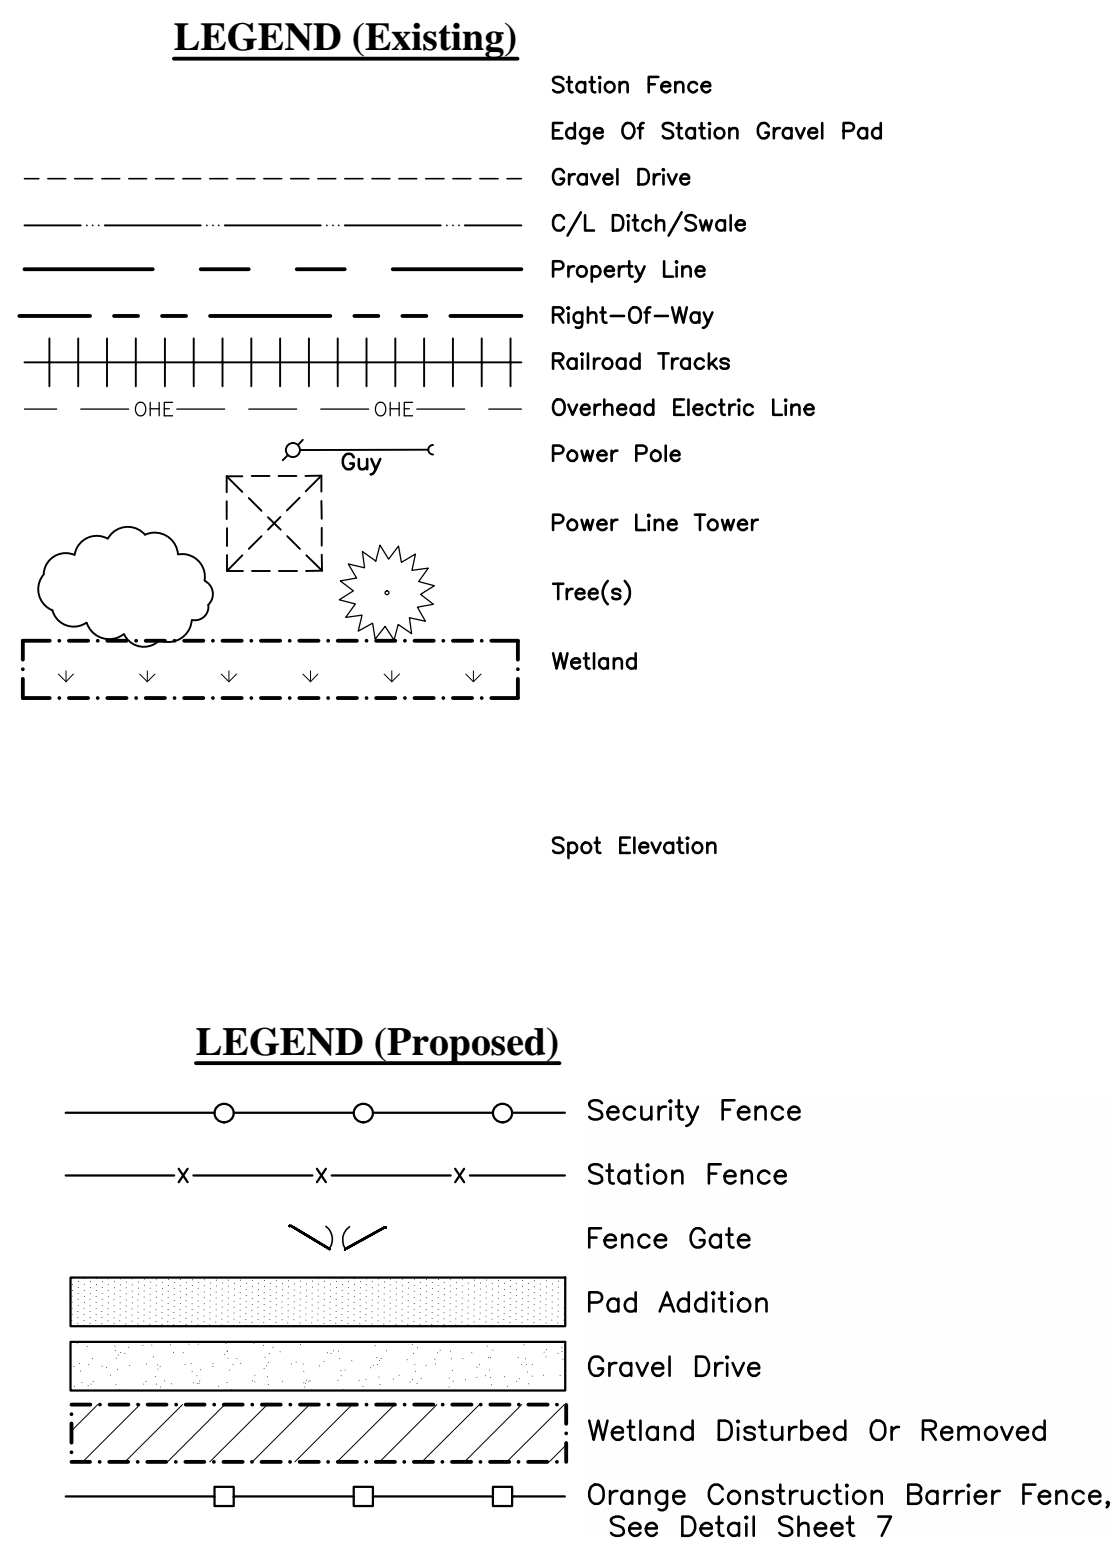 LEGEND (Existing)
Station Fence
Edge Of Station Gravel Pad
Gravel Drive
C/L Ditch/Swale
Property Line
Right-Of-Way
Railroad Tracks
OHE OHE Overhead Electric Line
Guy Power Pole
Power Line Tower
Tree(s)
Wetland
Spot Elevation
LEGEND (Proposed)
Security Fence
x x x Station Fence
Fence Gate
Pad Addition
Gravel Drive
Wetland Disturbed Or Removed
Orange Construction Barrier Fence,
See Detail Sheet 7